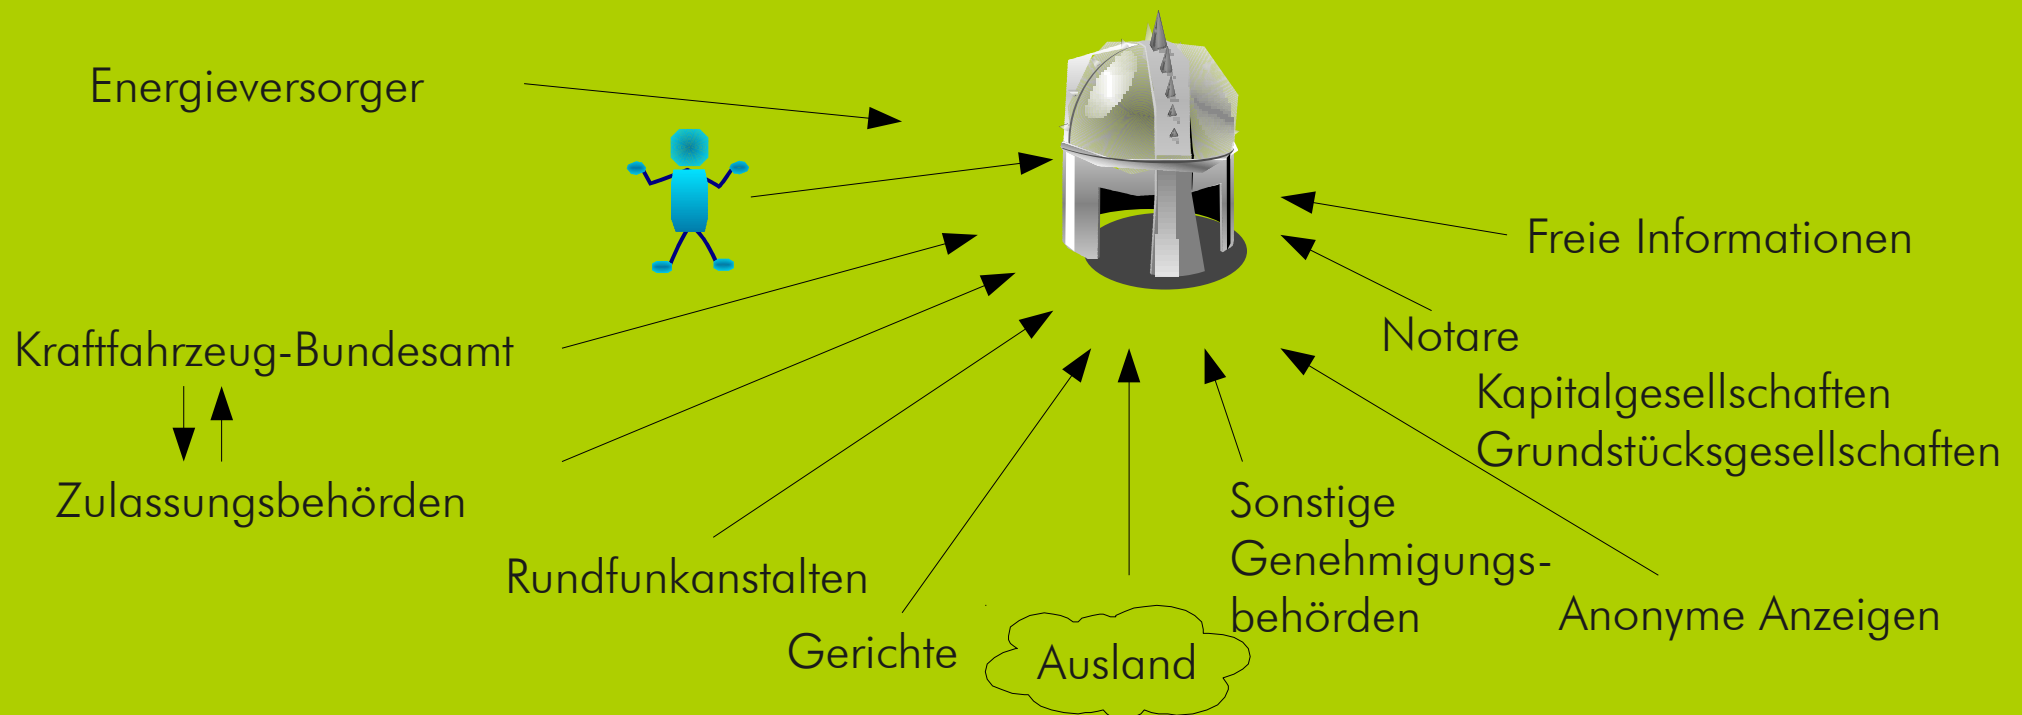 Energieversorger
Freie Informationen
Kraftfahrzeug-Bundesamt
Notare
Kapitalgesellschaften
Grundstücksgesellschaften
Zulassungsbehörden
Sonstige
Genehmigungs-
behörden
Rundfunkanstalten
Anonyme Anzeigen
Gerichte
Ausland